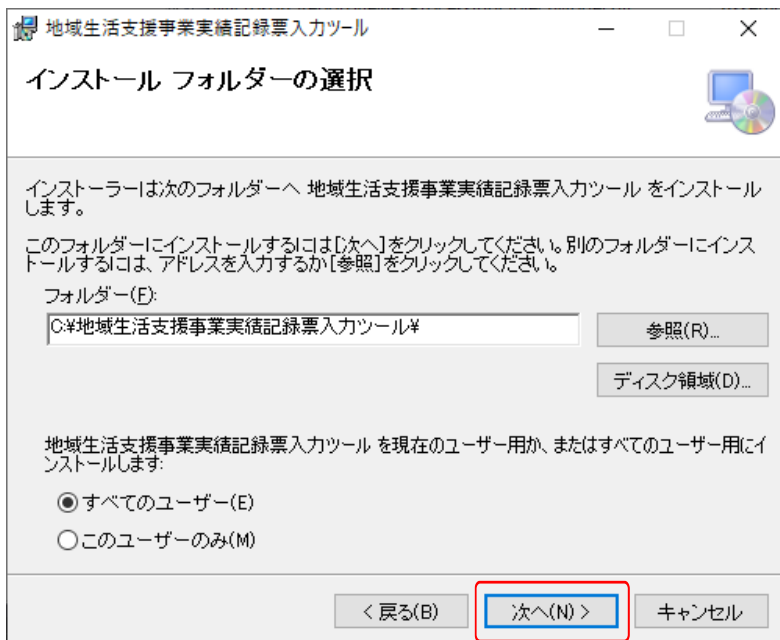 地域生活支援事業実績記録票入力ツール
インストール フォルダーの選択
インストーラーは次のフォルダーへ 地域生活支援事業実績記録票入力ツール をインストール
します。
このフォルダーにインストールするには[次へ]をクリックしてください。別のフォルダーにインス
トールするには、アドレスを入力するか[参照]をクリックしてください。
フォルダー(F):
C:¥地域生活支援事業実績記録票入力ツール¥
参照(R)...
ディスク領域(D)...
地域生活支援事業実績記録票入力ツール を現在のユーザー用か、またはすべてのユーザー用にイ
ンストールします:
すべてのユーザー(E)
このユーザーのみ(M)
< 戻る(B)
次へ(N) >
キャンセル